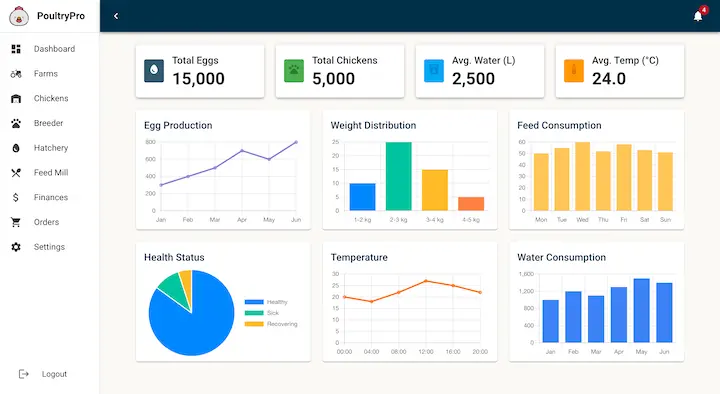 PoultryPro
4
Dashboard
Farms
Chickens
Breeder
Hatchery
Feed Mill
Finances
Orders
Settings
Logout
Total Eggs
15,000
Total Chickens
5,000
Avg. Water (L)
2,500
Avg. Temp (°C)
24.0
Egg Production
800
600
400
200
0
Jan Feb Mar Apr May Jun
Weight Distribution
25
20
15
10
5
0
1-2 kg 2-3 kg 3-4 kg 4-5 kg
Feed Consumption
60
50
40
30
20
10
0
Mon Tue Wed Thu Fri Sat Sun
Health Status
Healthy
Sick
Recovering
Temperature
30
25
20
15
10
5
0
00:00 04:00 08:00 12:00 16:00 20:00
Water Consumption
1,600
1,200
800
400
0
Jan Feb Mar Apr May Jun